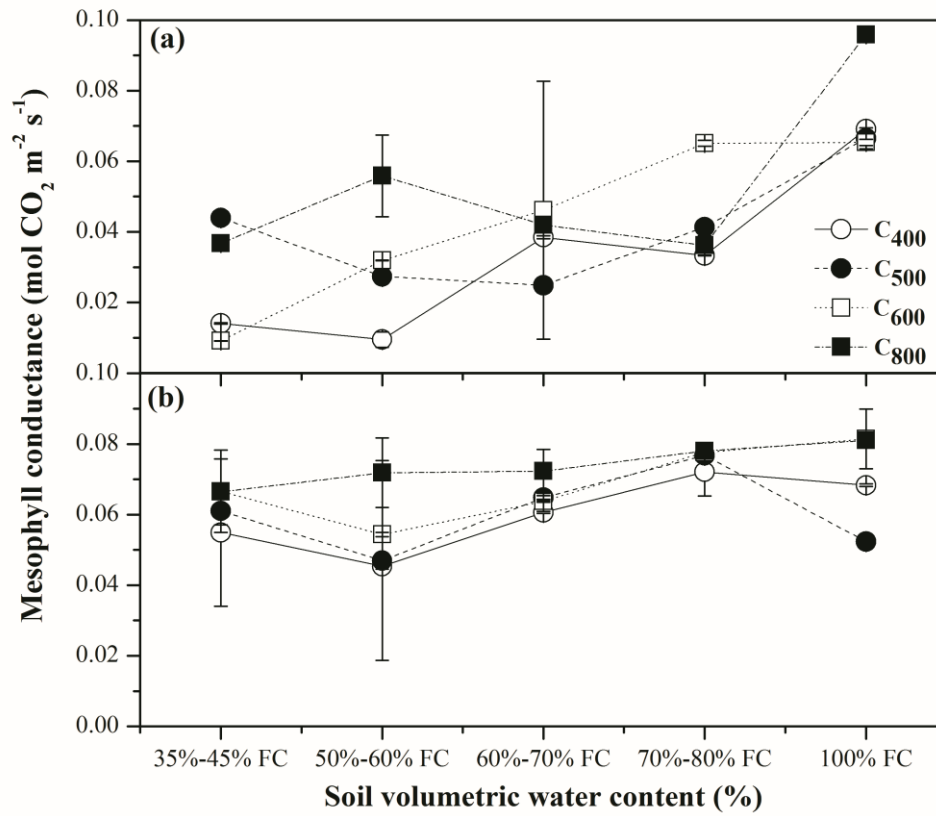 Mesophyll conductance (mol CO₂ m⁻² s⁻¹)
0.10
(a)
0.08
0.06
0.04
0.02
C₄₀₀
C₅₀₀
C₆₀₀
C₈₀₀
0.10
(b)
0.08
0.06
0.04
0.02
0.00
35%-45% FC 50%-60% FC 60%-70% FC 70%-80% FC 100% FC
Soil volumetric water content (%)